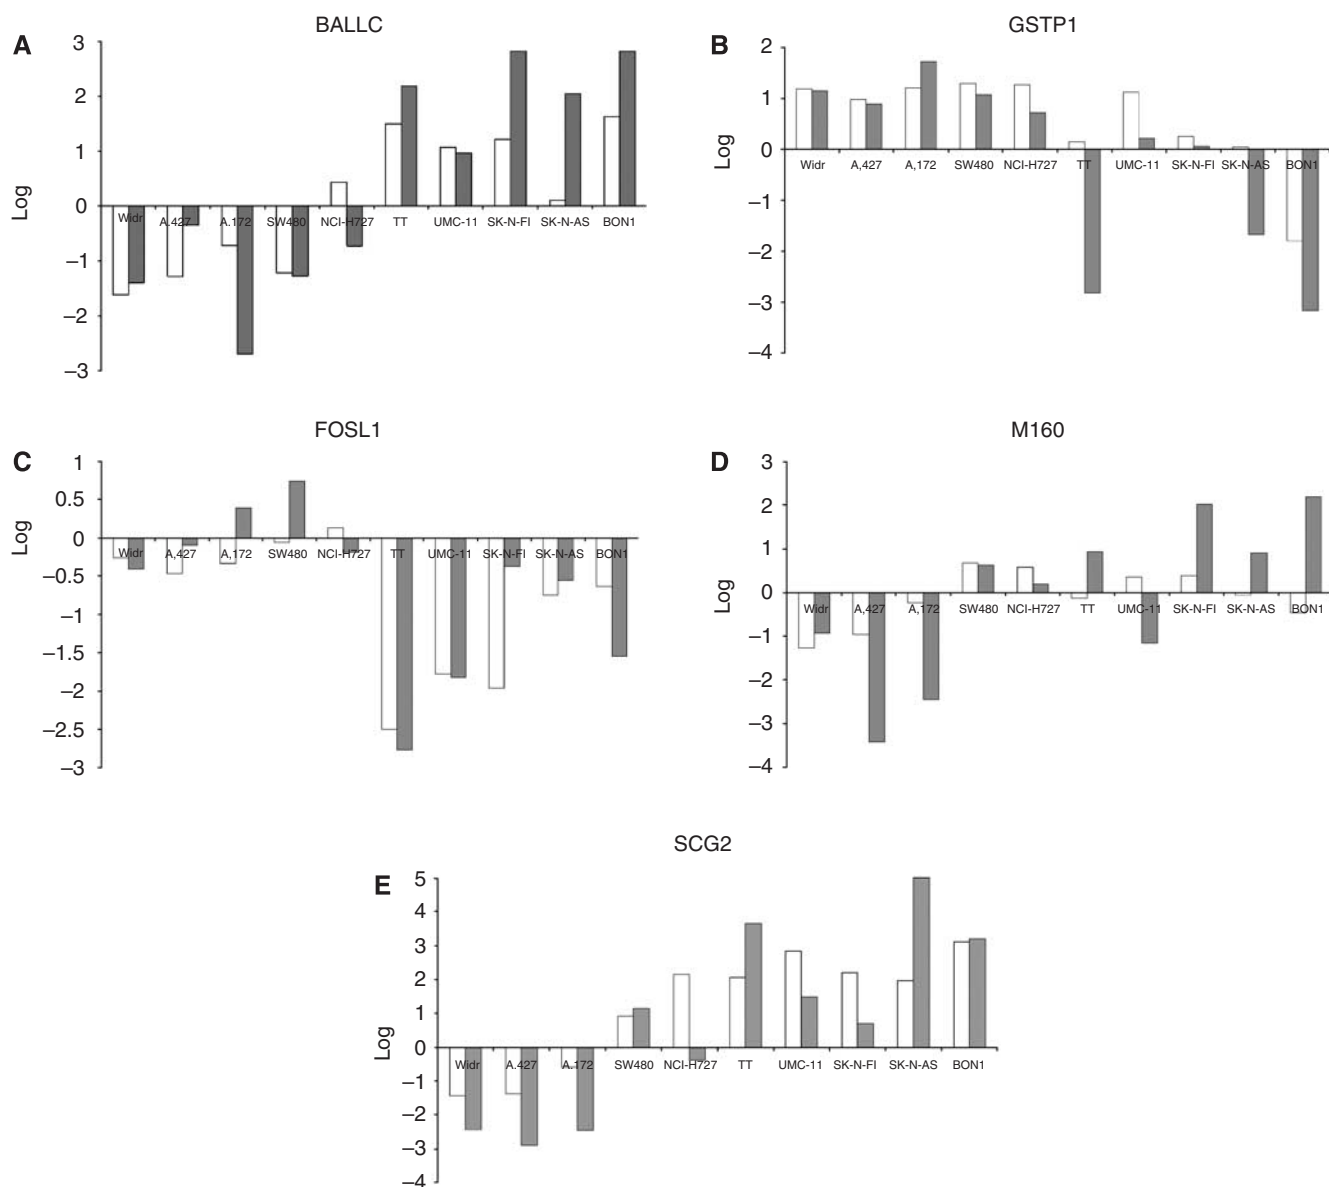 BALLC
A
3
2
1
0
−1
−2
−3
Log
Widr A.427 A.172 SW480 NCI-H727 TT UMC-11 SK-N-FI SK-N-AS BON1
GSTP1
B
2
1
0
−1
−2
−3
−4
Log
Widr A,427 A,172 SW480 NCI-H727 TT UMC-11 SK-N-FI SK-N-AS BON1
FOSL1
C
1
0.5
0
−0.5
−1
−1.5
−2
−2.5
−3
Log
Widr A,427 A,172 SW480 NCI-H727 TT UMC-11 SK-N-FI SK-N-AS BON1
M160
D
3
2
1
0
−1
−2
−3
−4
Log
Widr A,427 A,172 SW480 NCI-H727 TT UMC-11 SK-N-FI SK-N-AS BON1
SCG2
E
5
4
3
2
1
0
−1
−2
−3
−4
Log
Widr A.427 A.172 SW480 NCI-H727 TT UMC-11 SK-N-FI SK-N-AS BON1